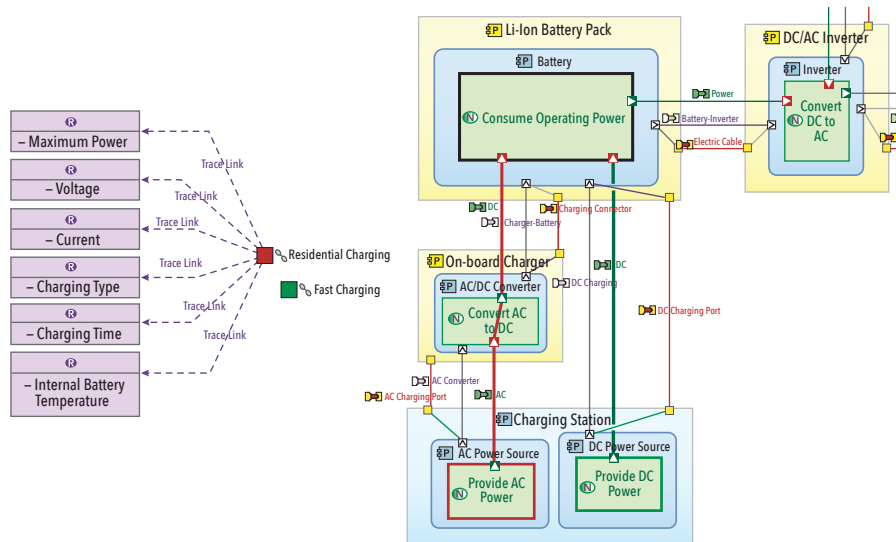 P Li-Ion Battery Pack
P DC/AC Inverter
P Battery
P Inverter
N Consume Operating Power
Power
N Convert
DC to
AC
Battery-Inverter
Electric Cable
R
– Maximum Power
R
– Voltage
R
– Current
R
– Charging Type
R
– Charging Time
R
– Internal Battery
Temperature
Trace Link
Trace Link
Trace Link
Trace Link
Trace Link
Trace Link
Residential Charging
Fast Charging
DC
Charging Connector
Charger-Battery
P On-board Charger
DC
DC Charging
P AC/DC Converter
N Convert AC
to DC
DC Charging Port
AC Converter
AC Charging Port
AC
P Charging Station
P AC Power Source
P DC Power Source
N Provide AC
Power
N Provide DC
Power